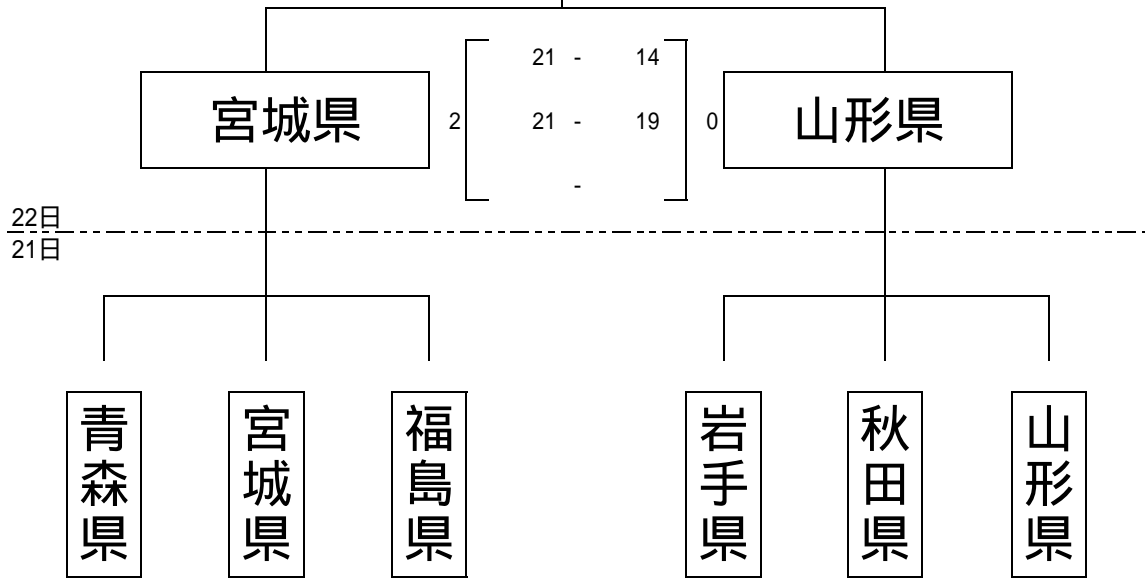 21 - 14
宮城県 2 21 - 19 0 山形県
-
22日
21日
青森県 宮城県 福島県 岩手県 秋田県 山形県